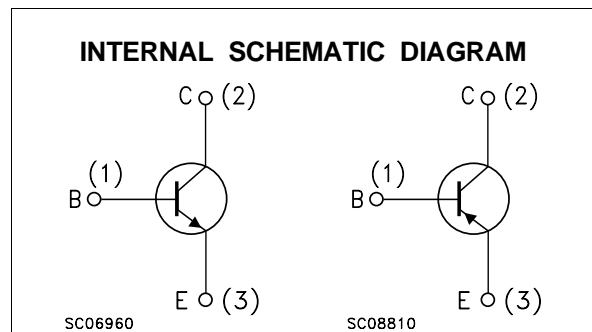 INTERNAL SCHEMATIC DIAGRAM
C (2) C (2)
(1) (1)
B B
E (3) E (3)
SC06960 SC08810